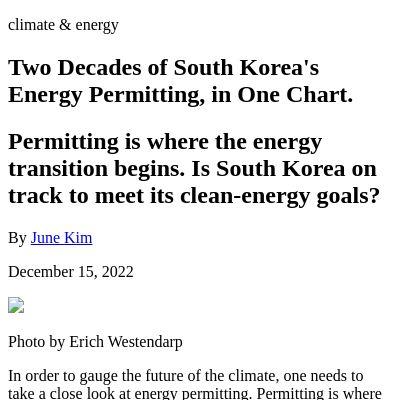 climate & energy
Two Decades of South Korea's
Energy Permitting, in One Chart.
Permitting is where the energy
transition begins. Is South Korea on
track to meet its clean-energy goals?
By June Kim
December 15, 2022
Photo by Erich Westendarp
In order to gauge the future of the climate, one needs to
take a close look at energy permitting. Permitting is where